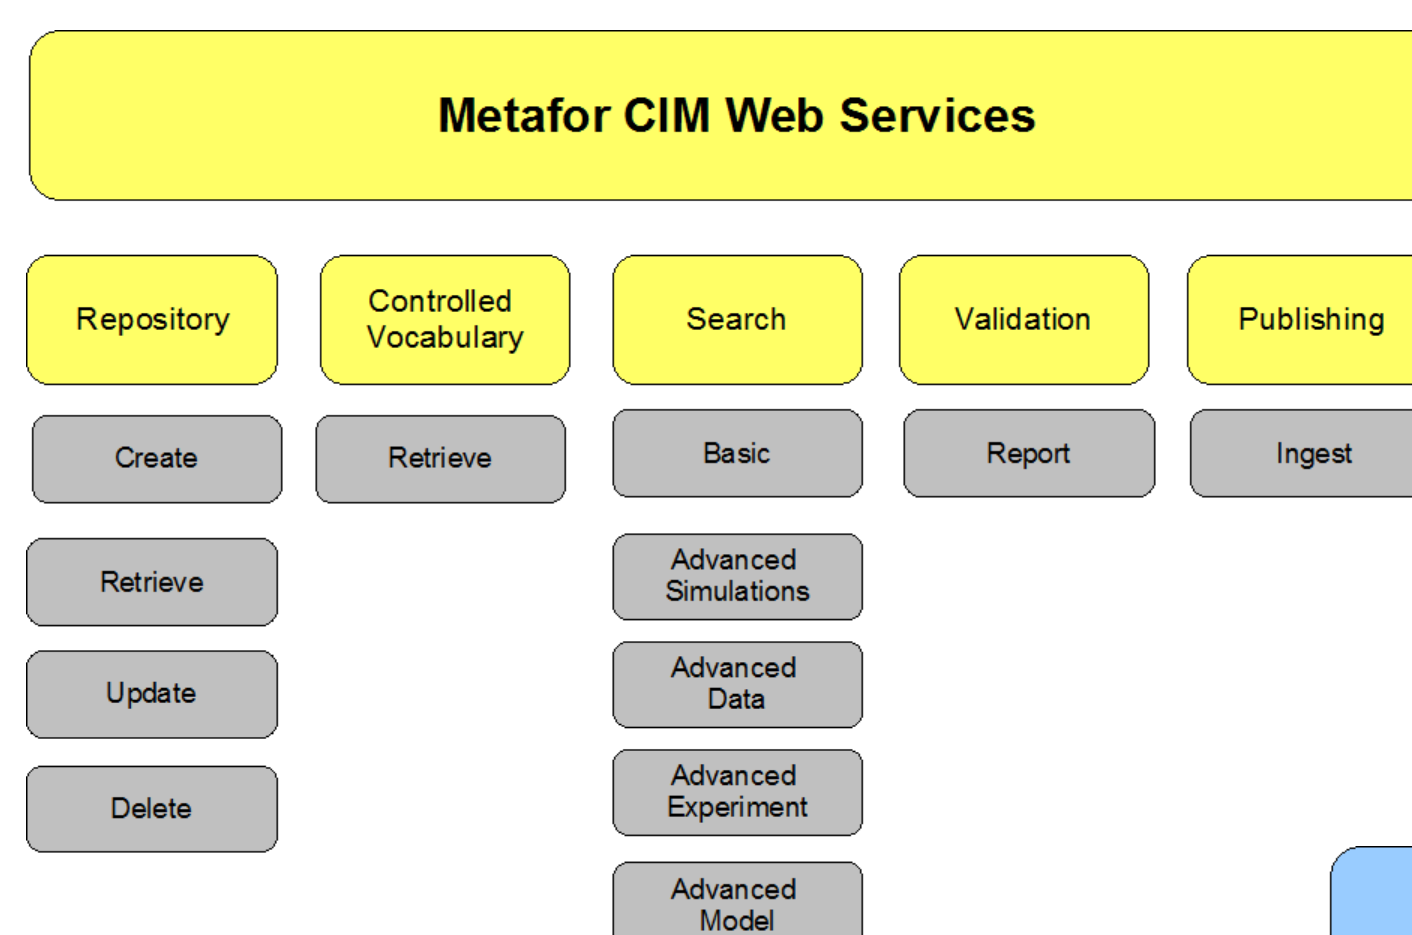 Metafor CIM Web Services
Repository
Controlled
Vocabulary
Search
Validation
Publishing
Create
Retrieve
Basic
Report
Ingest
Retrieve
Advanced
Simulations
Update
Advanced
Data
Delete
Advanced
Experiment
Advanced
Model